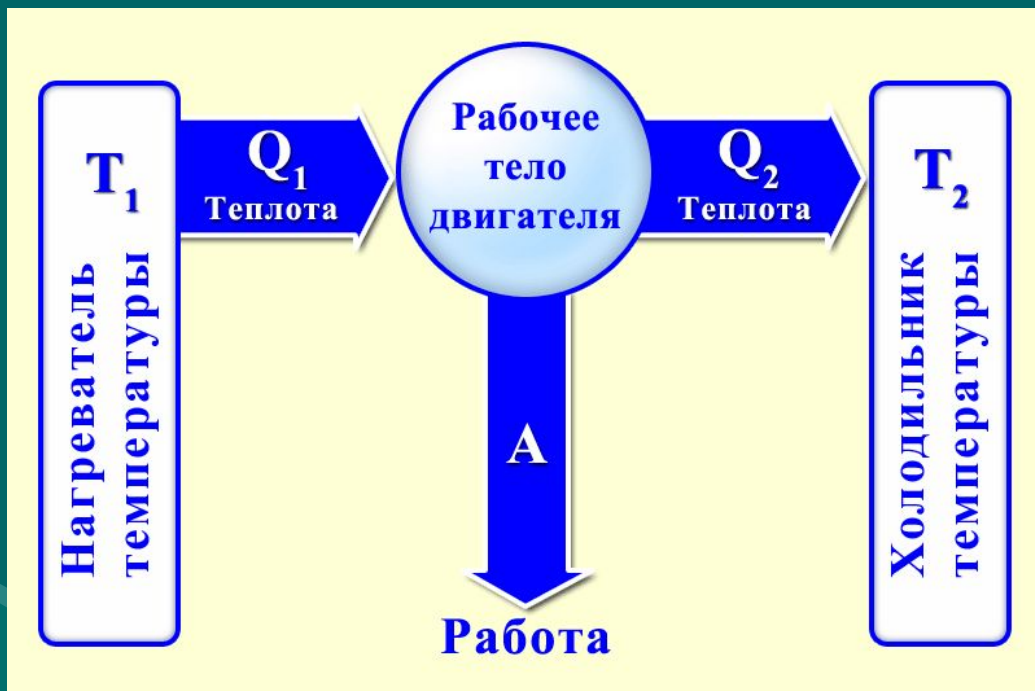 T₁
Нагреватель
температуры
Q₁
Теплота
Рабочее
тело
двигателя
Q₂
Теплота
T₂
Холодильник
температуры
A
Работа